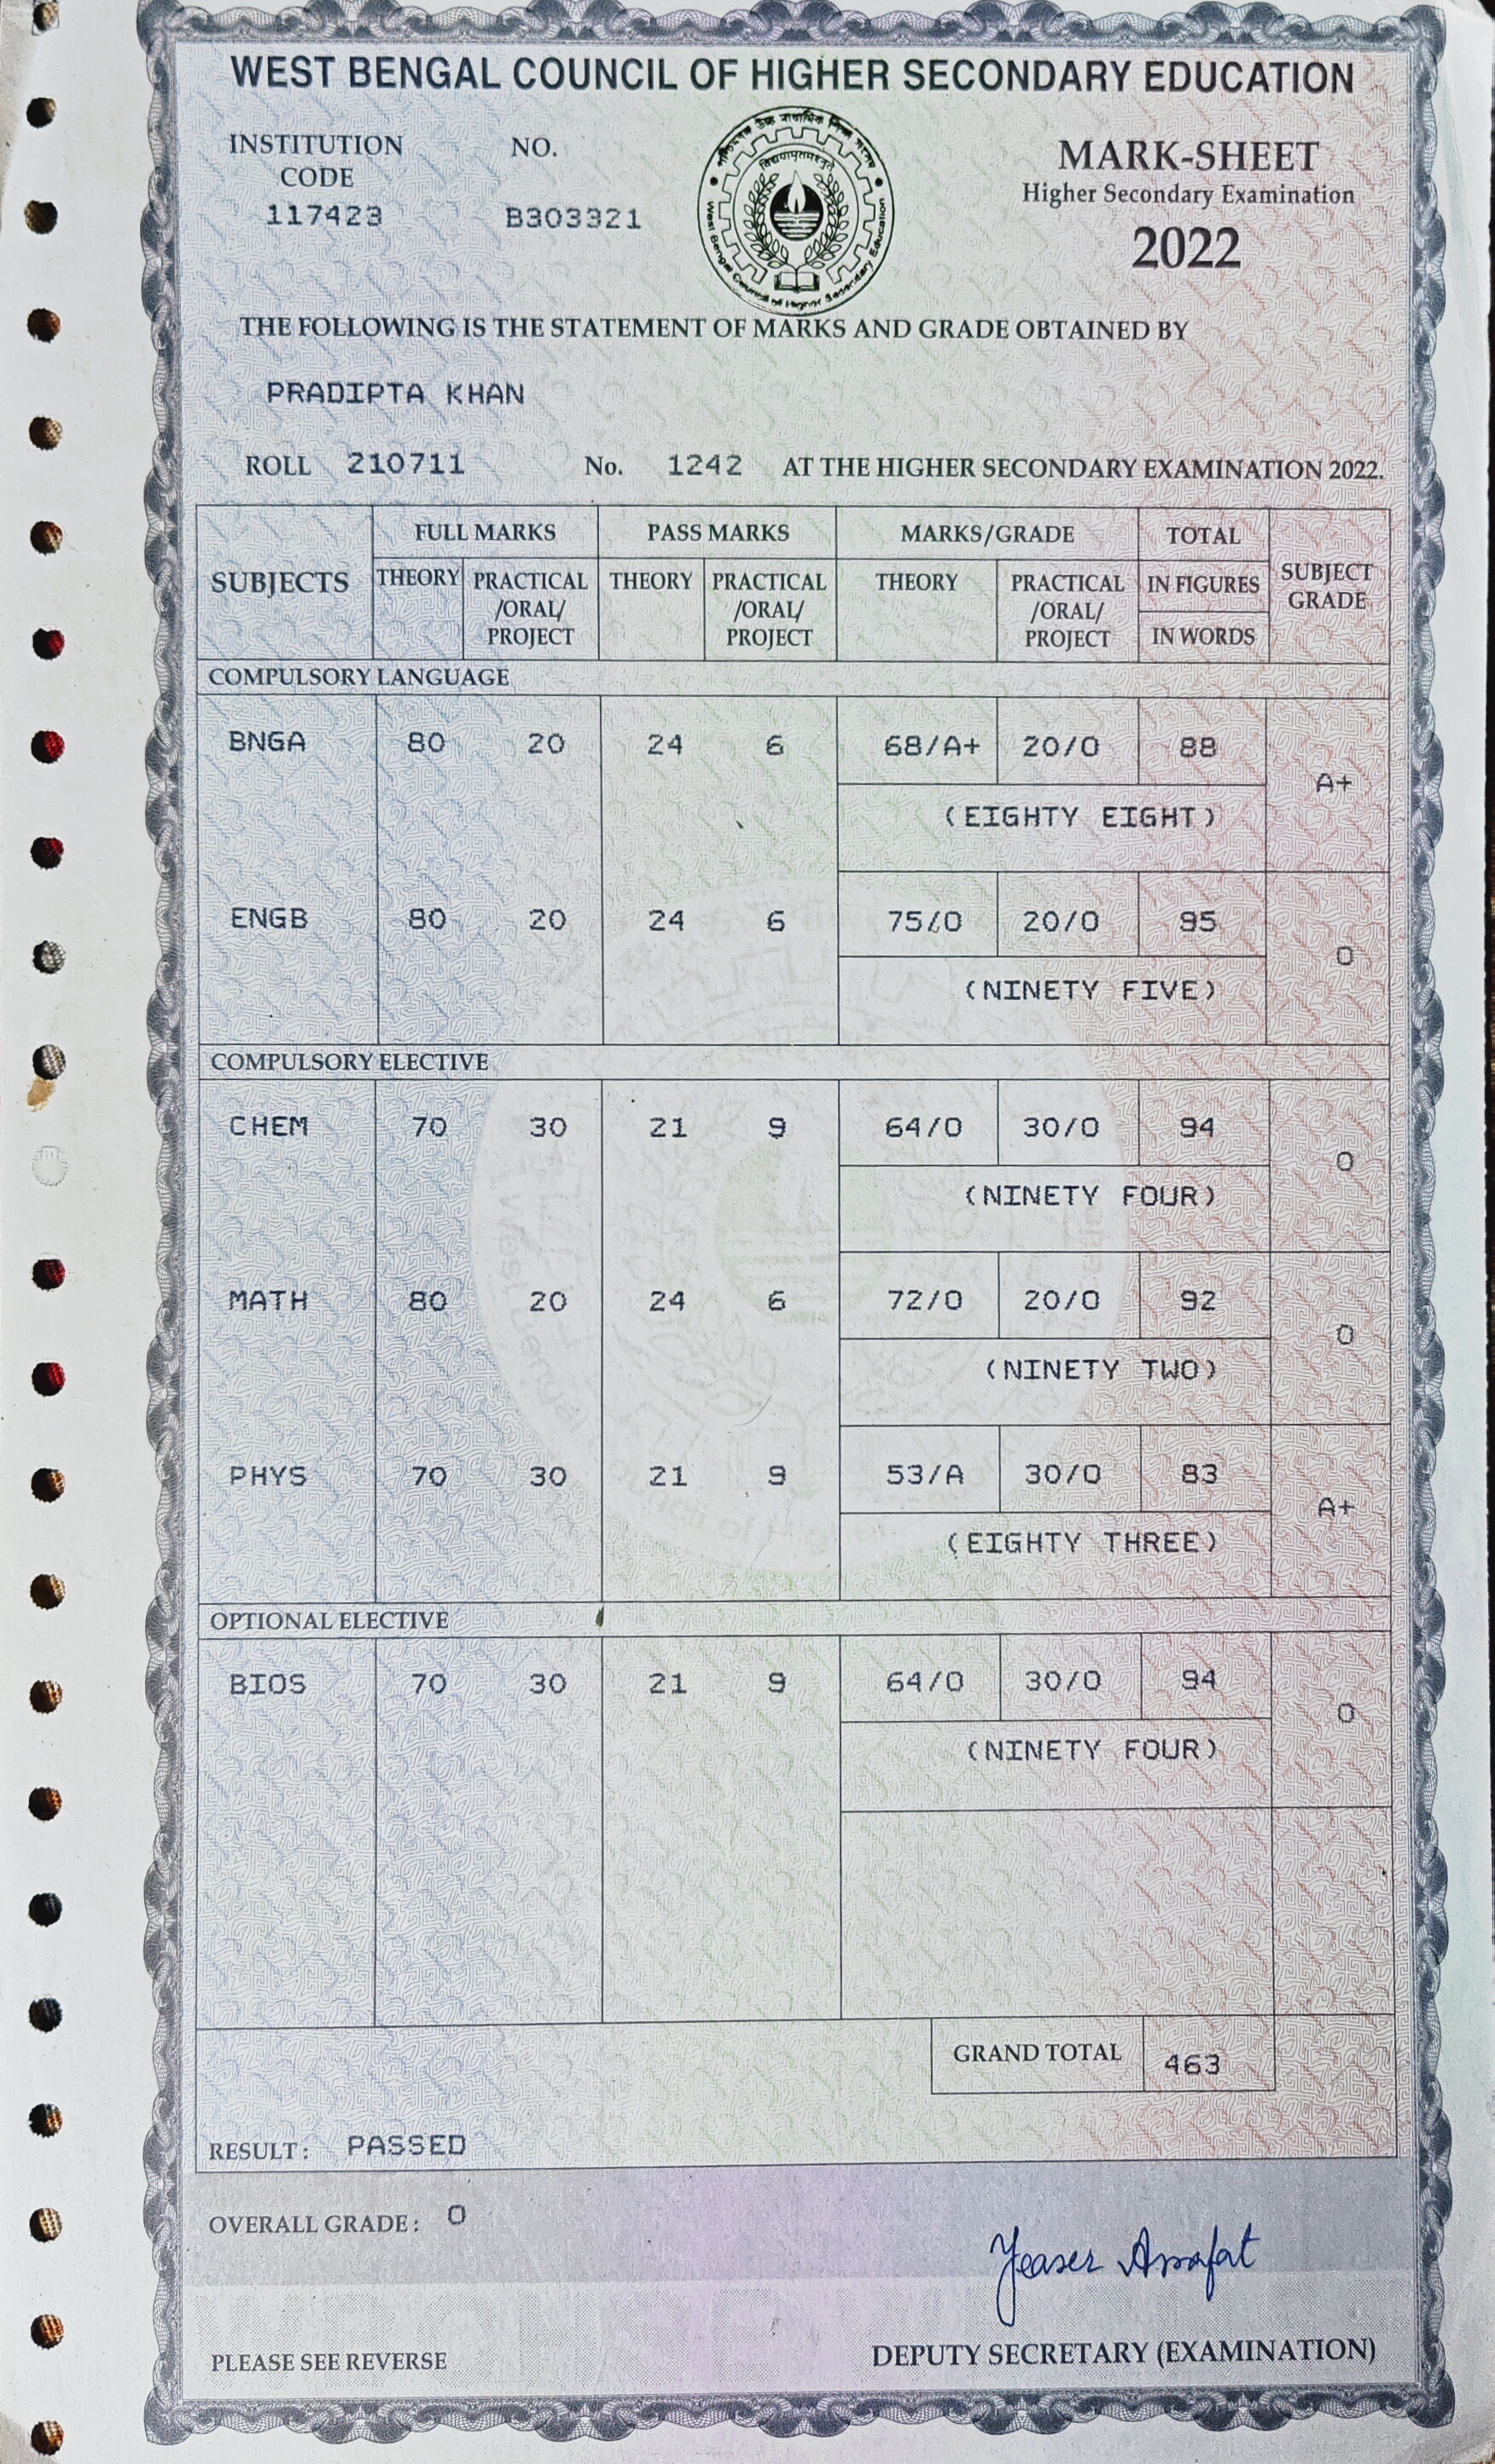 WEST BENGAL COUNCIL OF HIGHER SECONDARY EDUCATION
INSTITUTION CODE NO.
117423 B303321
পশ্চিমবঙ্গ উচ্চ মাধ্যমিক শিক্ষা সংসদ
West Bengal Council of Higher Secondary Education
MARK-SHEET
Higher Secondary Examination
2022
THE FOLLOWING IS THE STATEMENT OF MARKS AND GRADE OBTAINED BY
PRADIPTA KHAN
ROLL 210711 No. 1242 AT THE HIGHER SECONDARY EXAMINATION 2022.
SUBJECTS FULL MARKS PASS MARKS MARKS/GRADE TOTAL SUBJECT GRADE
THEORY PRACTICAL /ORAL/ PROJECT THEORY PRACTICAL /ORAL/ PROJECT THEORY PRACTICAL /ORAL/ PROJECT IN FIGURES
IN WORDS
COMPULSORY LANGUAGE
BNGA 80 20 24 6 68/A+ 20/O 88 A+
(EIGHTY EIGHT)
ENGB 80 20 24 6 75/O 20/O 95 O
(NINETY FIVE)
COMPULSORY ELECTIVE
CHEM 70 30 21 9 64/O 30/O 94 O
(NINETY FOUR)
MATH 80 20 24 6 72/O 20/O 92 O
(NINETY TWO)
PHYS 70 30 21 9 53/A 30/O 83 A+
(EIGHTY THREE)
OPTIONAL ELECTIVE
BIOS 70 30 21 9 64/O 30/O 94 O
(NINETY FOUR)
GRAND TOTAL 463
RESULT : PASSED
OVERALL GRADE : O
Yeaser Arrafat
PLEASE SEE REVERSE
DEPUTY SECRETARY (EXAMINATION)